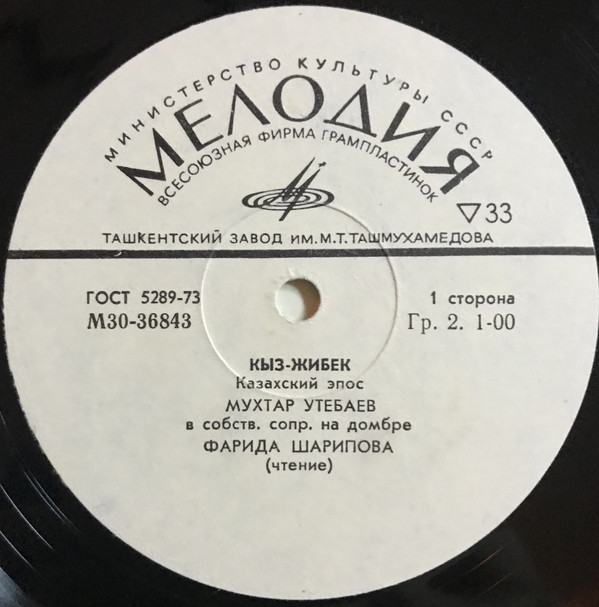 МИНИСТЕРСТВО КУЛЬТУРЫ СССР
МЕЛОДИЯ
ВСЕСОЮЗНАЯ ФИРМА ГРАМПЛАСТИНОК
▽33
ТАШКЕНТСКИЙ ЗАВОД ИМ. М.Т. ТАШМУХАМЕДОВА
ГОСТ 5289-73
1 сторона
М30-36843
Гр. 2. 1-00
КЫЗ-ЖИБЕК
Казахский эпос
МУХТАР УТЕБАЕВ
в собств. сопр. на домбре
ФАРИДА ШАРИПОВА
(чтение)